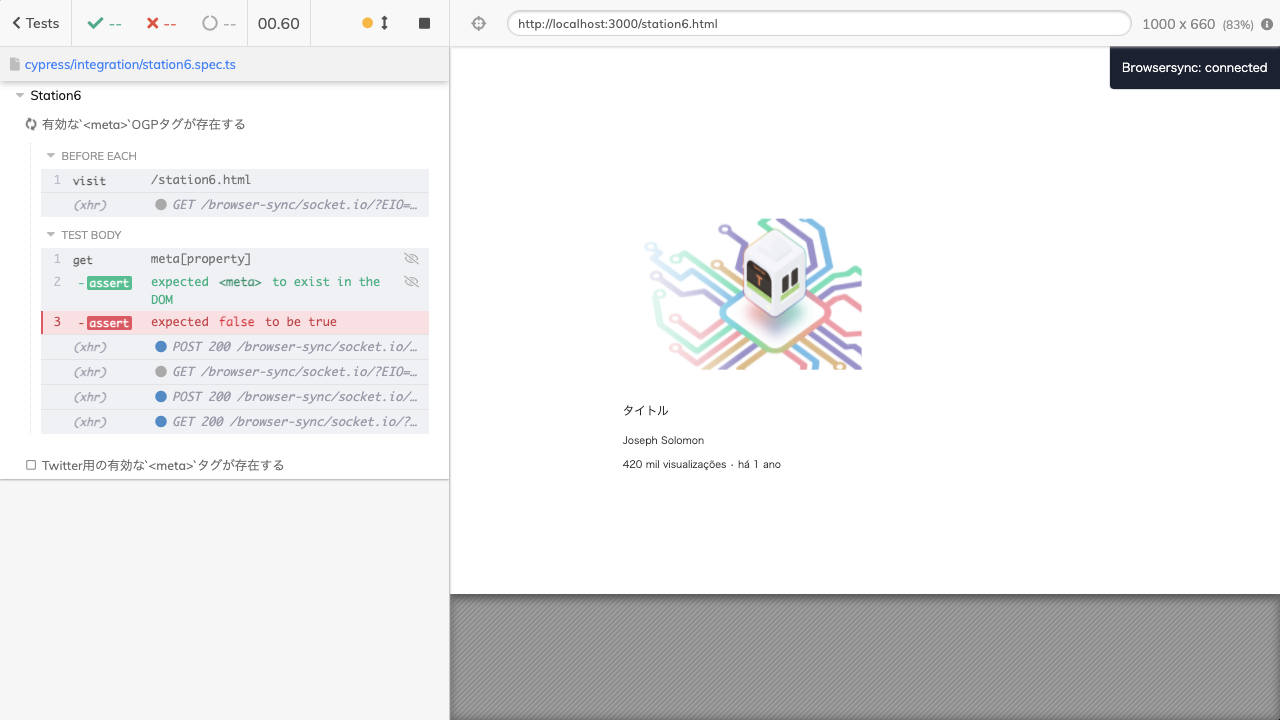 Tests
--
--
--
00.60
http://localhost:3000/station6.html
1000 x 660 (83%)
cypress/integration/station6.spec.ts
Browsersync: connected
Station6
有効な`<meta>`OGPタグが存在する
BEFORE EACH
1 visit /station6.html
(xhr) GET /browser-sync/socket.io/?EIO=…
TEST BODY
1 get meta[property]
2 -assert expected <meta> to exist in the
DOM
3 -assert expected false to be true
(xhr) POST 200 /browser-sync/socket.io/…
(xhr) GET /browser-sync/socket.io/?EIO=…
(xhr) POST 200 /browser-sync/socket.io/…
(xhr) GET 200 /browser-sync/socket.io/?…
Twitter用の有効な`<meta>`タグが存在する
T
タイトル
Joseph Solomon
420 mil visualizações・há 1 ano